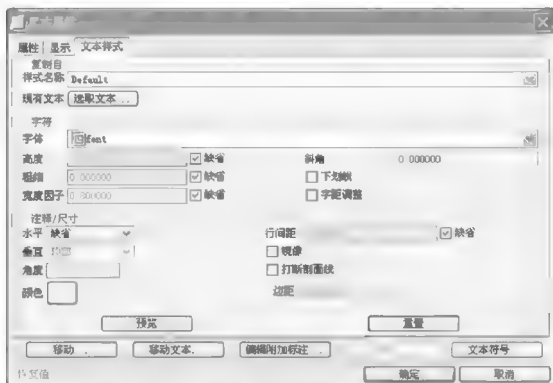 属性 显示 文本样式
复制自
样式名称 Default
现有文本 选取文本 ...
字符
字体 font
高度 缺省 斜角 0 000000
粗细 0 000000 缺省 下划线
宽度因子 0 800000 缺省 字距调整
注释/尺寸
水平 缺省 行间距 缺省
垂直 镜像
角度 打断剖面线
颜色 边距
预览 重置
移动 . 移动文本. 编辑附加标注 . 文本符号
确定 取消